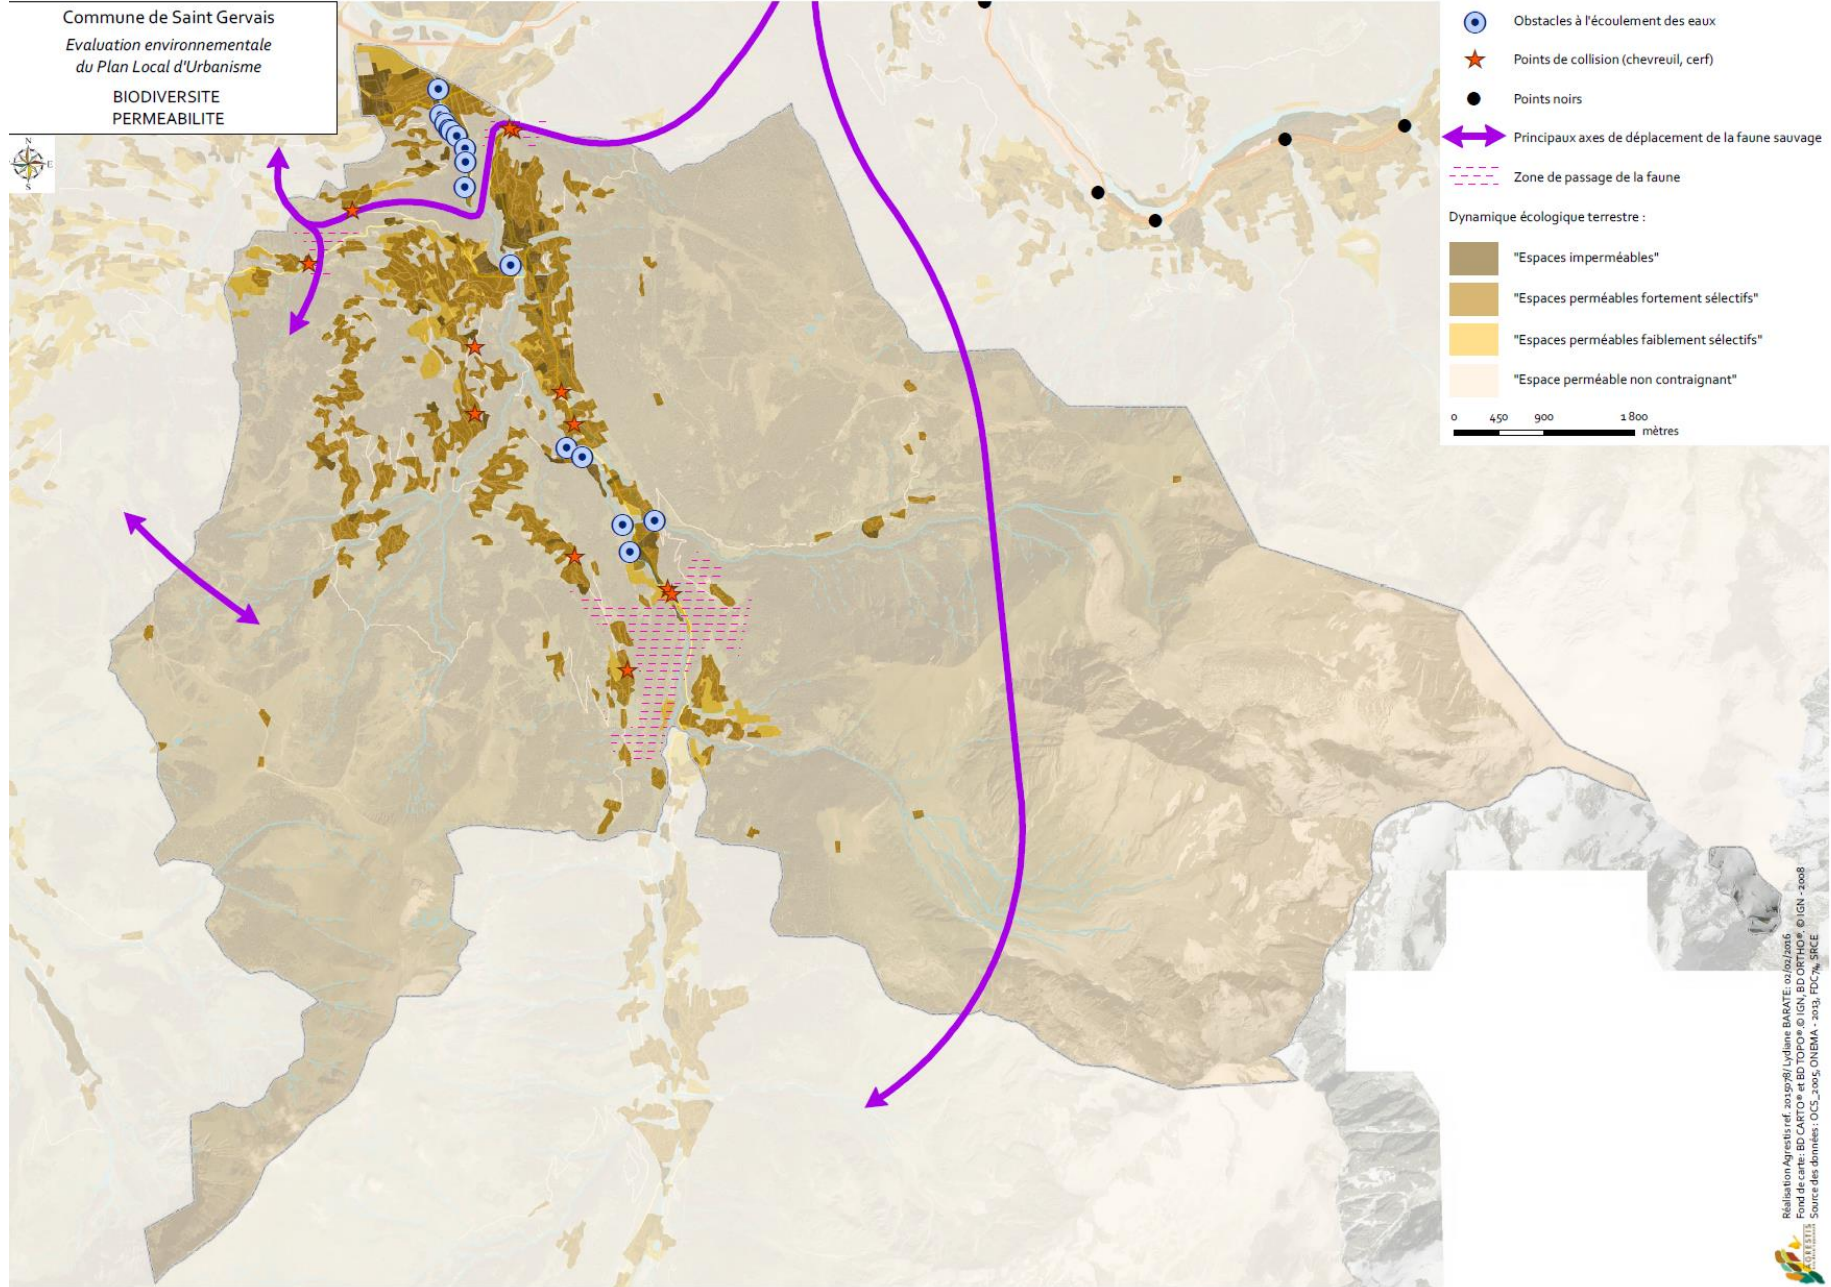 Commune de Saint Gervais
Evaluation environnementale
du Plan Local d'Urbanisme
BIODIVERSITE
PERMEABILITE
N
E
S
Obstacles à l'écoulement des eaux
Points de collision (chevreuil, cerf)
Points noirs
Principaux axes de déplacement de la faune sauvage
Zone de passage de la faune
Dynamique écologique terrestre :
"Espaces imperméables"
"Espaces perméables fortement sélectifs"
"Espaces perméables faiblement sélectifs"
"Espace perméable non contraignant"
0 450 900 1 800
mètres
Réalisation Agrestis ref. 2015078/ Lydiane BARATE: 02/02/2016
Fond de carte: BD CARTO® et BD TOPO®.© IGN, BD ORTHO®. © IGN - 2008
Source des données : OCS_2005, ONEMA - 2013, FDC74, SRCE
AGRESTIS